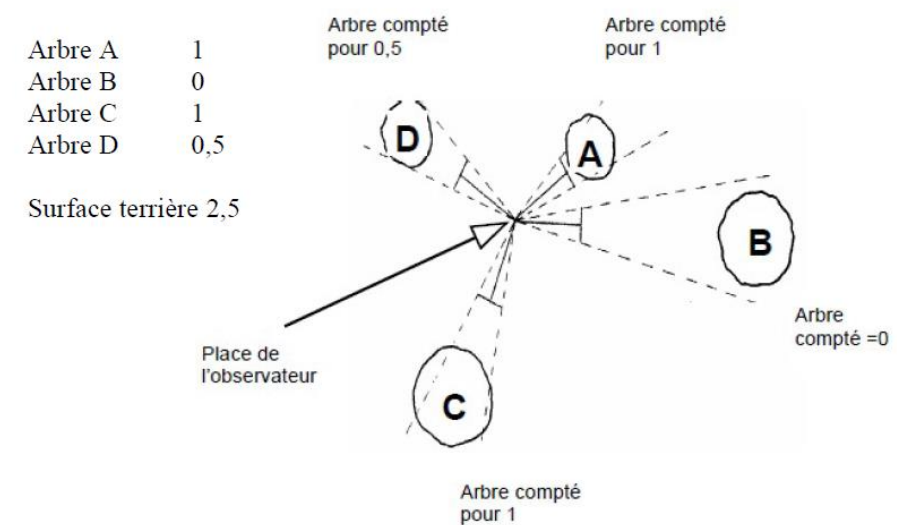 Arbre A 1
Arbre B 0
Arbre C 1
Arbre D 0,5
Surface terrière 2,5
Arbre compté
pour 0,5
Arbre compté
pour 1
D
A
B
Arbre
compté =0
Place de
l'observateur
C
Arbre compté
pour 1